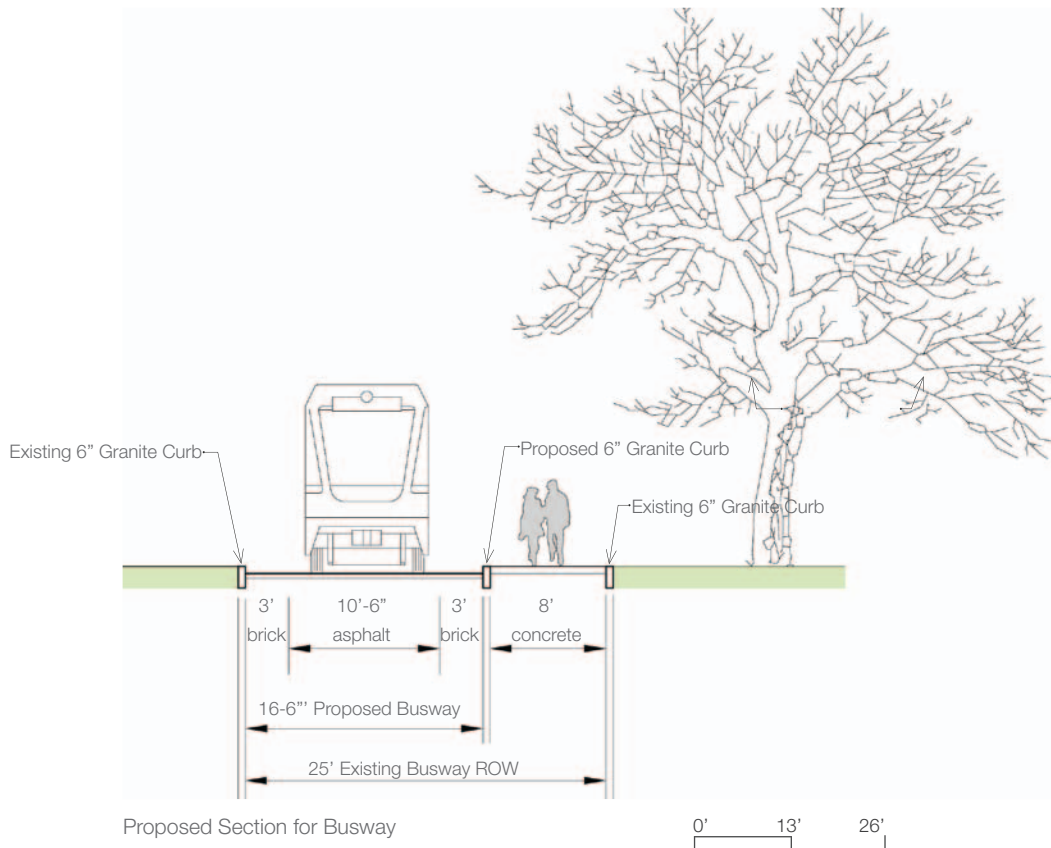 Existing 6” Granite Curb
Proposed 6” Granite Curb
Existing 6” Granite Curb
3’ 10’-6” 3’ 8’
brick asphalt brick concrete
16-6”’ Proposed Busway
25’ Existing Busway ROW
Proposed Section for Busway
0’ 13’ 26’